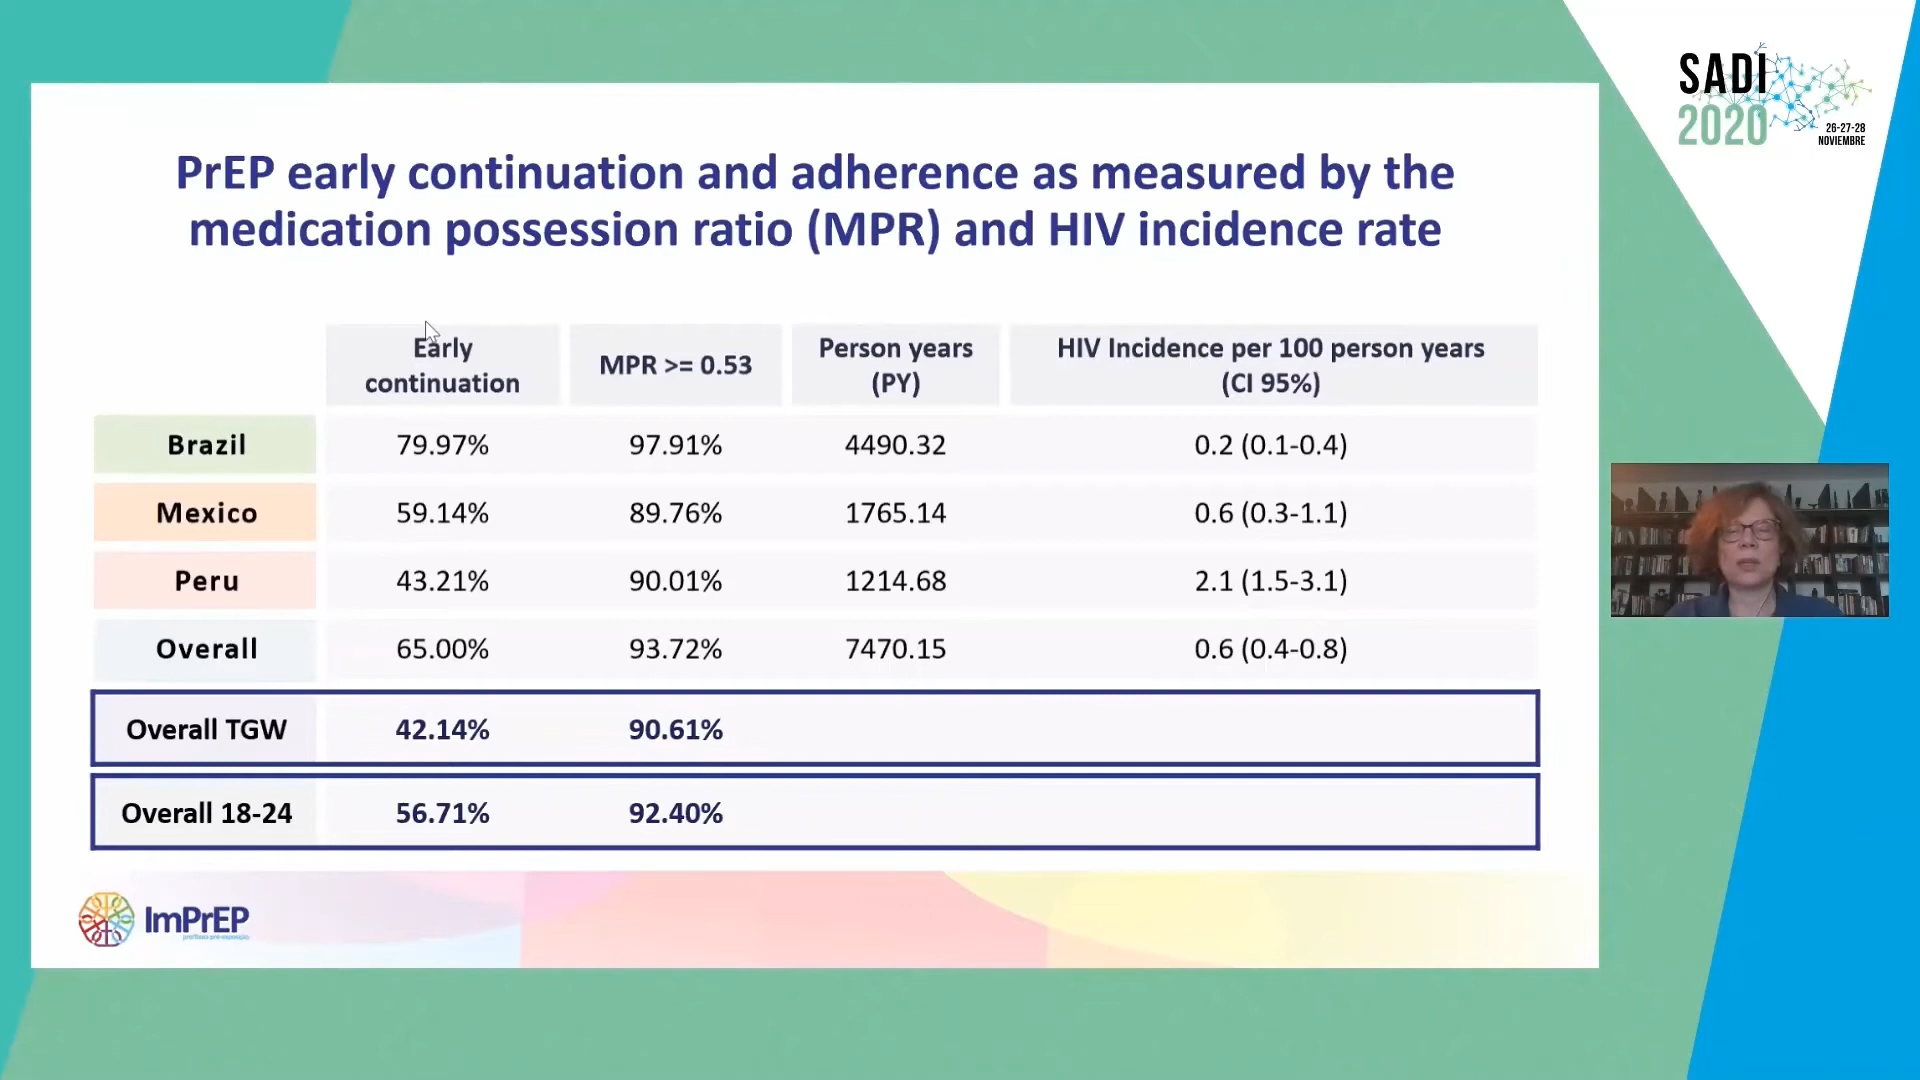 SADI
2020
26-27-28
NOVIEMBRE
PrEP early continuation and adherence as measured by the
medication possession ratio (MPR) and HIV incidence rate
Early continuation
MPR >= 0.53
Person years (PY)
HIV Incidence per 100 person years (CI 95%)
Brazil 79.97% 97.91% 4490.32 0.2 (0.1-0.4)
Mexico 59.14% 89.76% 1765.14 0.6 (0.3-1.1)
Peru 43.21% 90.01% 1214.68 2.1 (1.5-3.1)
Overall 65.00% 93.72% 7470.15 0.6 (0.4-0.8)
Overall TGW 42.14% 90.61%
Overall 18-24 56.71% 92.40%
ImPrEP